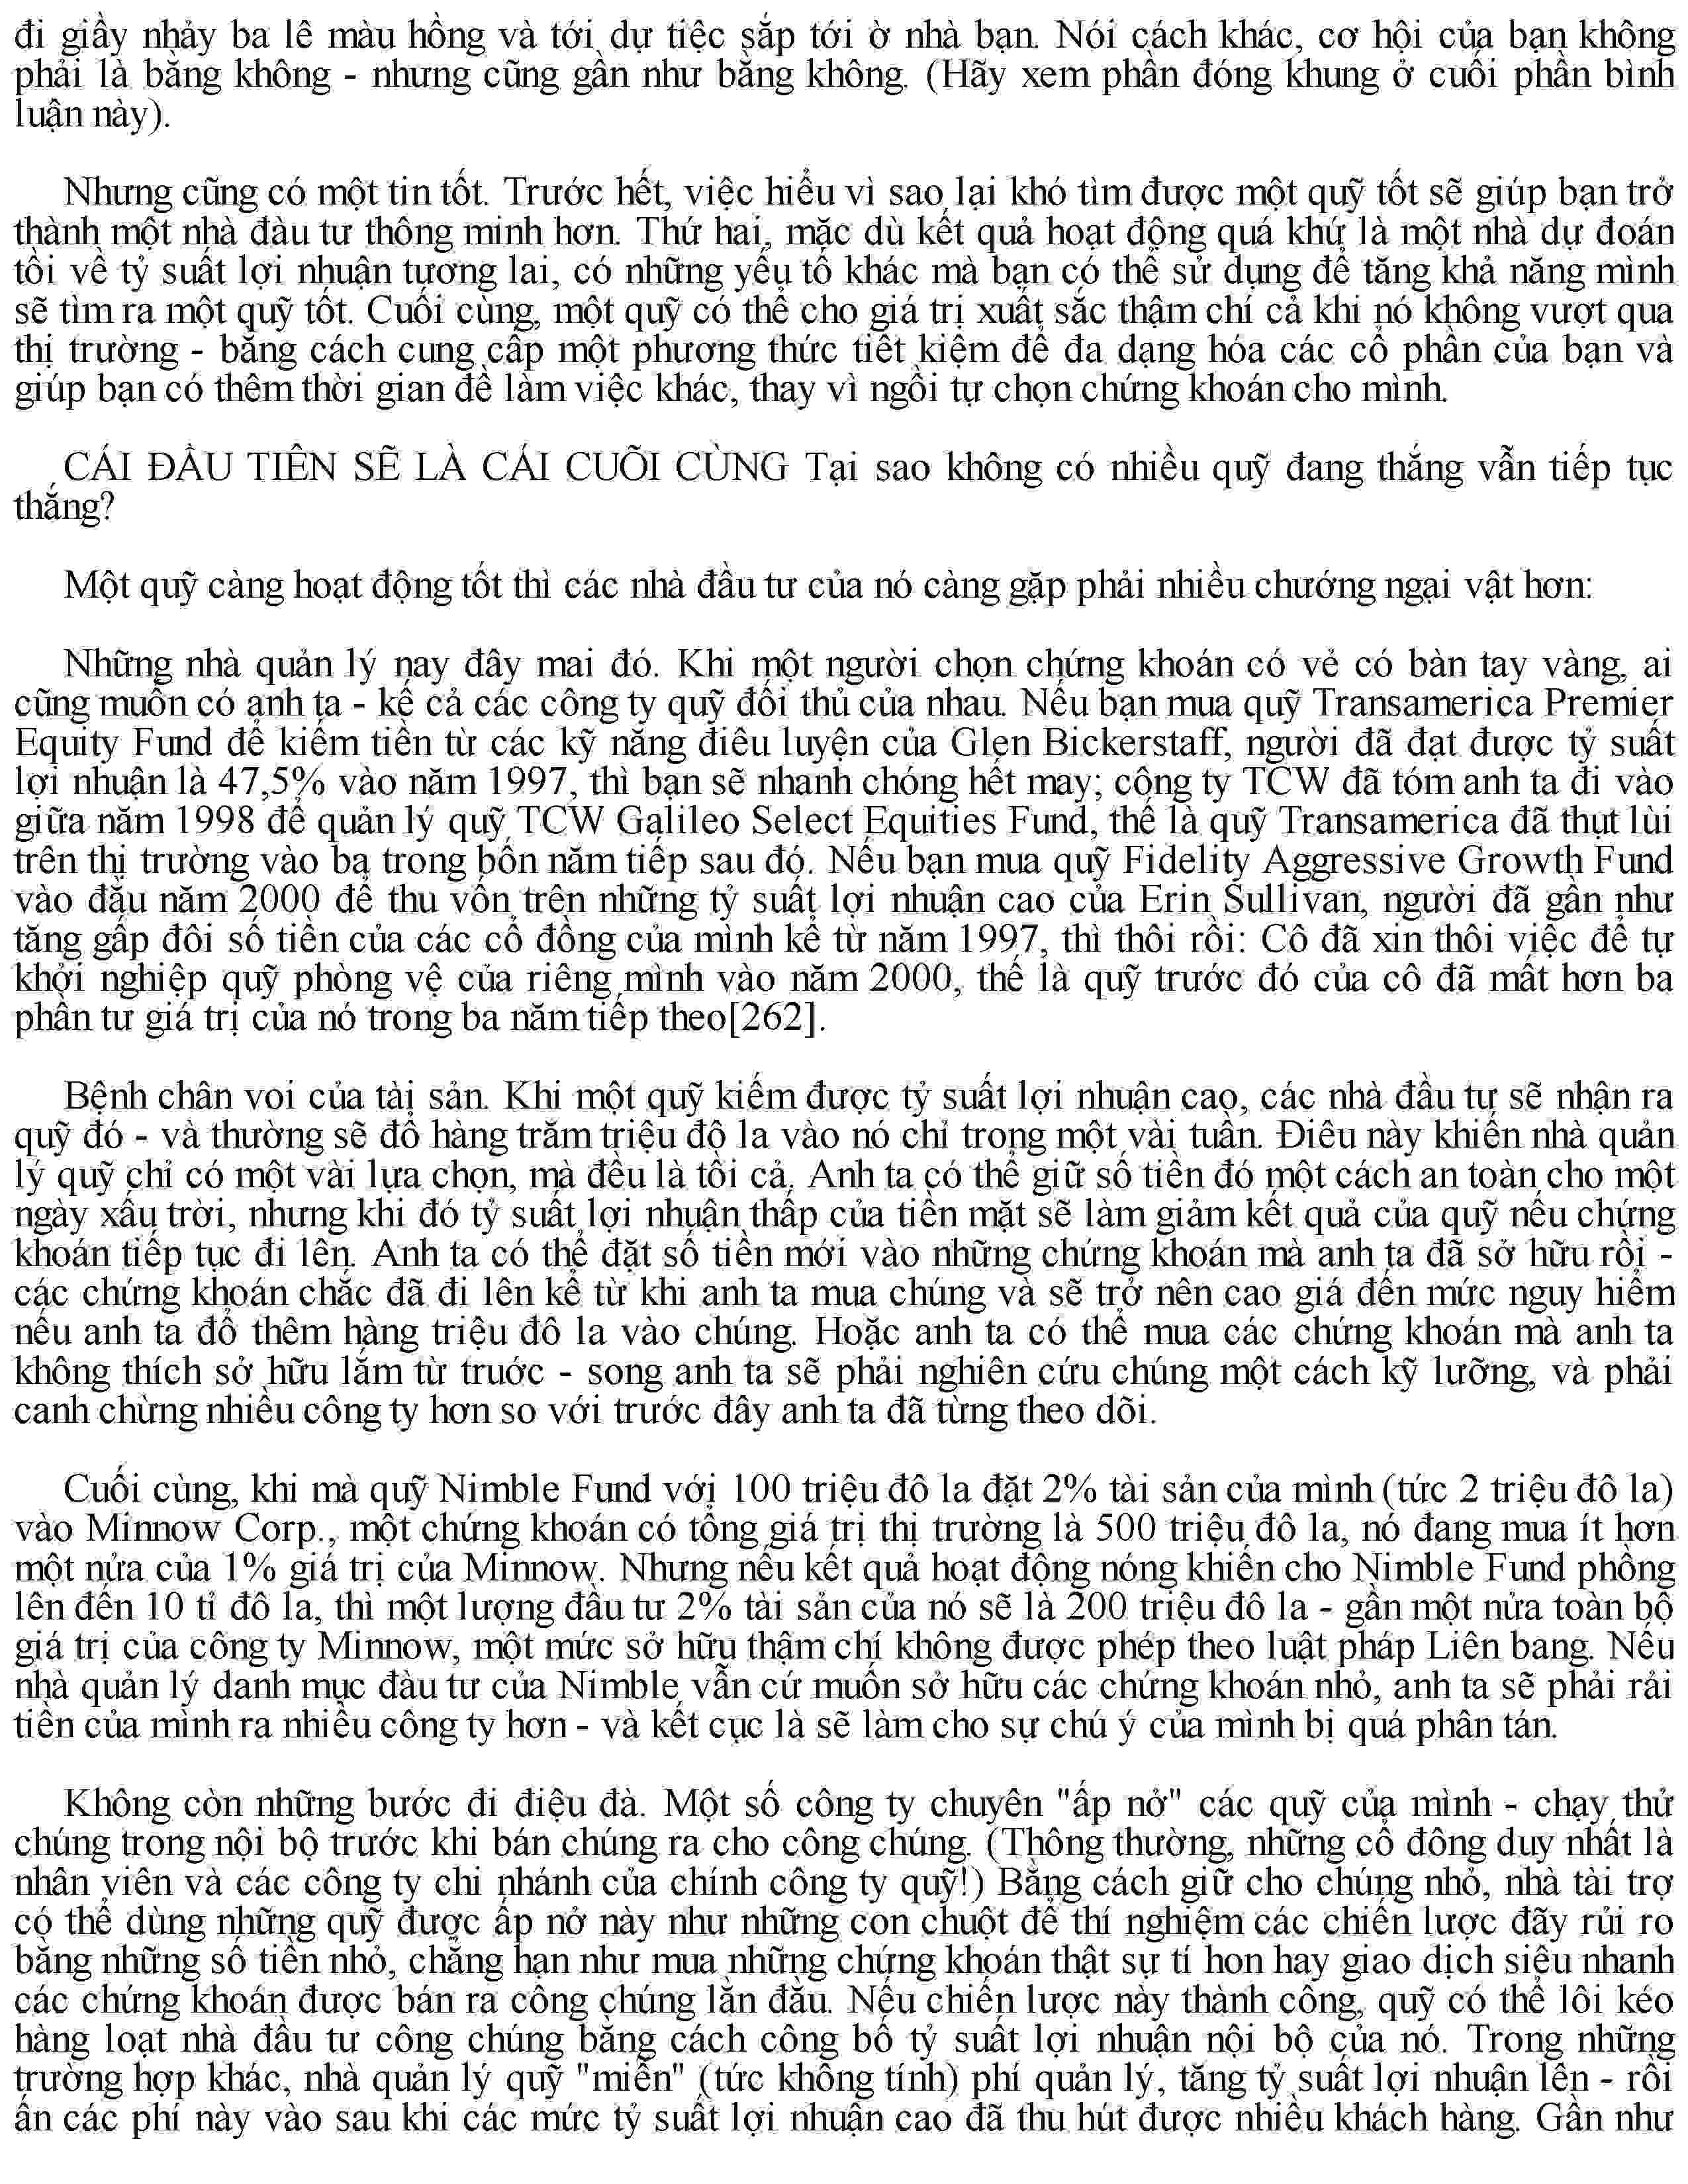 đi giầy nhảy ba lê màu hồng và tới dự tiệc sắp tới ờ nhà bạn. Nói cách khác, cơ hội của bạn không
phải là bằng không - nhưng cũng gần như bằng không. (Hãy xem phần đóng khung ở cuối phần bình
luận này).
Nhưng cũng có một tin tốt. Trước hết, việc hiểu vì sao lại khó tìm được một quỹ tốt sẽ giúp bạn trở
thành một nhà đàu tư thông minh hơn. Thứ hai, mặc dù kết quả hoạt động quá khứ là một nhà dự đoán
tồi về tỷ suất lợi nhuận tương lai, có những yếu tố khác mà bạn có thể sử dụng để tăng khả năng mình
sẽ tìm ra một quỹ tốt. Cuối cùng, một quỹ có thể cho giá trị xuất sắc thậm chí cả khi nó không vượt qua
thị trường - bằng cách cung cấp một phương thức tiết kiệm để đa dạng hóa các cổ phần của bạn và
giúp bạn có thêm thời gian đề làm việc khác, thay vì ngồi tự chọn chứng khoán cho mình.
CÁI ĐẦU TIÊN SẼ LÀ CÁI CUÕI CÙNG Tại sao không có nhiều quỹ đang thắng vẫn tiếp tục
thắng?
Một quỹ càng hoạt động tốt thì các nhà đầu tư của nó càng gặp phải nhiều chướng ngại vật hơn:
Những nhà quản lý nay đây mai đó. Khi một người chọn chứng khoán có vẻ có bàn tay vàng, ai
cũng muốn có anh ta - kể cả các công ty quỹ đối thủ của nhau. Nếu bạn mua quỹ Transamerica Premier
Equity Fund để kiếm tiền từ các kỹ năng điêu luyện của Glen Bickerstaff, người đã đạt được tỷ suất
lợi nhuận là 47,5% vào năm 1997, thì bạn sẽ nhanh chóng hết may; công ty TCW đã tóm anh ta đi vào
giữa năm 1998 để quản lý quỹ TCW Galileo Select Equities Fund, thế là quỹ Transamerica đã thụt lùi
trên thị trường vào ba trong bốn năm tiếp sau đó. Nếu bạn mua quỹ Fidelity Aggressive Growth Fund
vào đầu năm 2000 để thu vốn trên những tỷ suất lợi nhuận cao của Erin Sullivan, người đã gần như
tăng gấp đôi số tiền của các cổ đồng của mình kể từ năm 1997, thì thôi rồi: Cô đã xin thôi việc để tự
khởi nghiệp quỹ phòng vệ của riêng mình vào năm 2000, thế là quỹ trước đó của cô đã mất hơn ba
phần tư giá trị của nó trong ba năm tiếp theo[262].
Bệnh chân voi của tài sản. Khi một quỹ kiếm được tỷ suất lợi nhuận cao, các nhà đầu tư sẽ nhận ra
quỹ đó - và thường sẽ đổ hàng trăm triệu đô la vào nó chỉ trong một vài tuần. Điêu này khiến nhà quản
lý quỹ chỉ có một vài lựa chọn, mà đều là tồi cả. Anh ta có thể giữ số tiền đó một cách an toàn cho một
ngày xấu trời, nhưng khi đó tỷ suất lợi nhuận thấp của tiền mặt sẽ làm giảm kết quả của quỹ nếu chứng
khoán tiếp tục đi lên. Anh ta có thể đặt số tiền mới vào những chứng khoán mà anh ta đã sở hữu rồi -
các chứng khoán chắc đã đi lên kể từ khi anh ta mua chúng và sẽ trở nên cao giá đến mức nguy hiểm
nếu anh ta đổ thêm hàng triệu đô la vào chúng. Hoặc anh ta có thể mua các chứng khoán mà anh ta
không thích sở hữu lắm từ truớc - song anh ta sẽ phải nghiên cứu chúng một cách kỹ lưỡng, và phải
canh chừng nhiều công ty hơn so với trước đây anh ta đã từng theo dõi.
Cuối cùng, khi mà quỹ Nimble Fund với 100 triệu đô la đặt 2% tài sản của mình (tức 2 triệu đô la)
vào Minnow Corp., một chứng khoán có tổng giá trị thị trường là 500 triệu đô la, nó đang mua ít hơn
một nửa của 1% giá trị của Minnow. Nhưng nếu kết quả hoạt động nóng khiến cho Nimble Fund phồng
lên đến 10 tỉ đô la, thì một lượng đầu tư 2% tài sản của nó sẽ là 200 triệu đô la - gần một nửa toàn bộ
giá trị của công ty Minnow, một mức sở hữu thậm chí không được phép theo luật pháp Liên bang. Nếu
nhà quản lý danh mục đàu tư của Nimble vẫn cứ muốn sở hữu các chứng khoán nhỏ, anh ta sẽ phải rải
tiền của mình ra nhiều công ty hơn - và kết cục là sẽ làm cho sự chú ý của mình bị quá phân tán.
Không còn những bước đi điệu đà. Một số công ty chuyên "ấp nở" các quỹ của mình - chạy thử
chúng trong nội bộ trước khi bán chúng ra cho công chúng. (Thông thường, những cổ đông duy nhất là
nhân viên và các công ty chi nhánh của chính công ty quỹ!) Bằng cách giữ cho chúng nhỏ, nhà tài trợ
có thể dùng những quỹ được ấp nở này như những con chuột để thí nghiệm các chiến lược đãy rủi ro
bằng những số tiền nhỏ, chẳng hạn như mua những chứng khoán thật sự tí hon hay giao dịch siêu nhanh
các chứng khoán được bán ra công chúng lằn đầu. Nếu chiến lược này thành công, quỹ có thể lôi kéo
hàng loạt nhà đầu tư công chúng bằng cách công bố tỷ suất lợi nhuận nội bộ của nó. Trong những
trường hợp khác, nhà quản lý quỹ "miễn" (tức không tính) phí quản lý, tăng tỷ suất lợi nhuận lên - rồi
ấn các phí này vào sau khi các mức tỷ suất lợi nhuận cao đã thu hút được nhiều khách hàng. Gần như